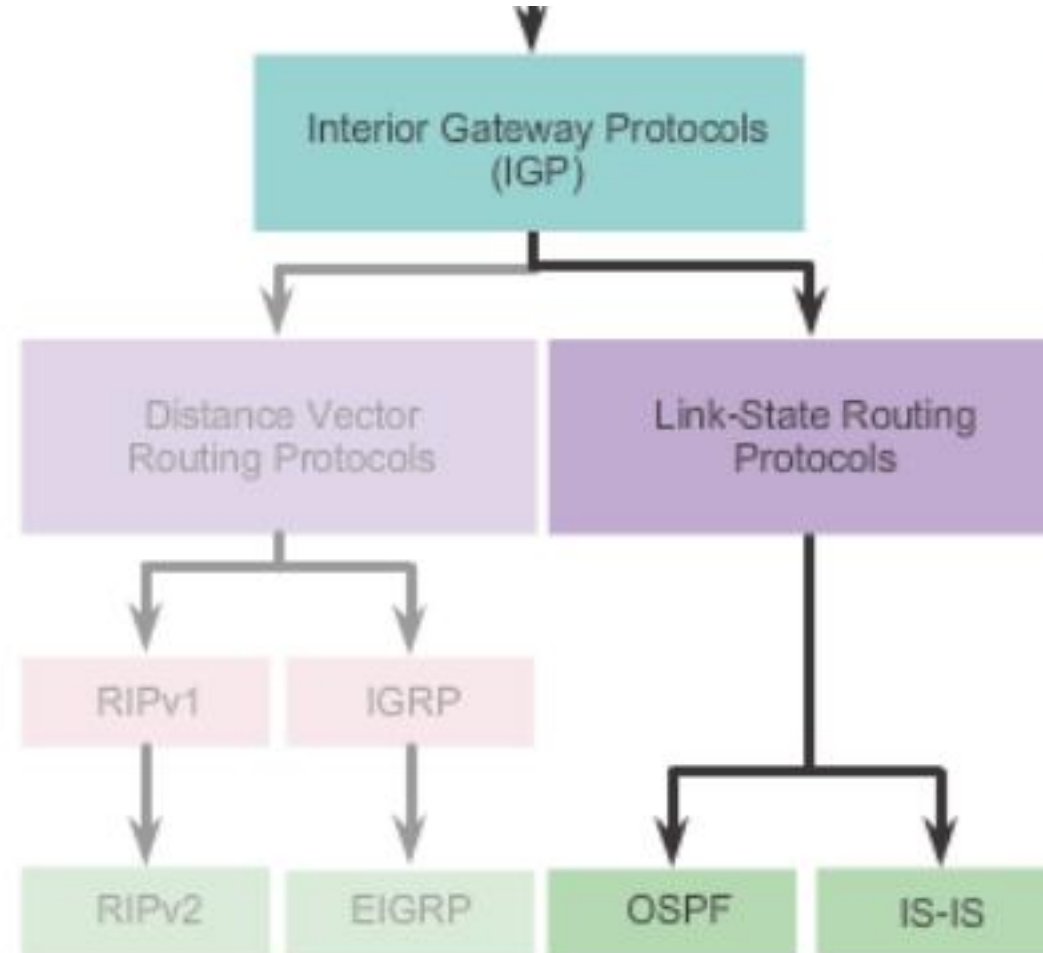 Interior Gateway Protocols
(IGP)
Distance Vector
Routing Protocols
Link-State Routing
Protocols
RIPv1
IGRP
RIPv2
EIGRP
OSPF
IS-IS